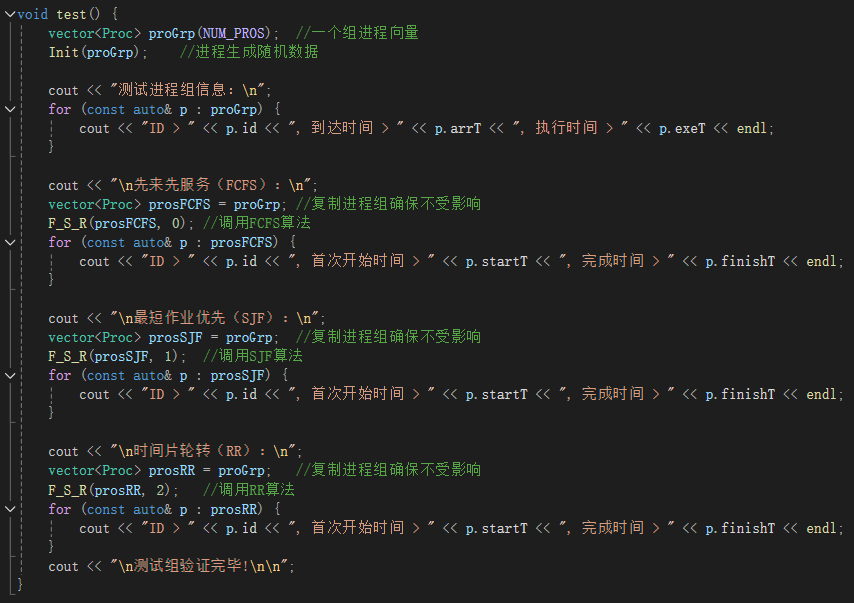 void test() {
vector<Proc> proGrp(NUM_PROS);  //一个组进程向量
Init(proGrp);    //进程生成随机数据
cout << "测试进程组信息：\n";
for (const auto& p : proGrp) {
cout << "ID > " << p.id << ", 到达时间 > " << p.arrT << ", 执行时间 > " << p.exeT << endl;
}
cout << "\n先来先服务（FCFS）：\n";
vector<Proc> prosFCFS = proGrp; //复制进程组确保不受影响
F_S_R(prosFCFS, 0); //调用FCFS算法
for (const auto& p : prosFCFS) {
cout << "ID > " << p.id << ", 首次开始时间 > " << p.startT << ", 完成时间 > " << p.finishT << endl;
}
cout << "\n最短作业优先（SJF）：\n";
vector<Proc> prosSJF = proGrp;  //复制进程组确保不受影响
F_S_R(prosSJF, 1);  //调用SJF算法
for (const auto& p : prosSJF) {
cout << "ID > " << p.id << ", 首次开始时间 > " << p.startT << ", 完成时间 > " << p.finishT << endl;
}
cout << "\n时间片轮转（RR）：\n";
vector<Proc> prosRR = proGrp;   //复制进程组确保不受影响
F_S_R(prosRR, 2);   //调用RR算法
for (const auto& p : prosRR) {
cout << "ID > " << p.id << ", 首次开始时间 > " << p.startT << ", 完成时间 > " << p.finishT << endl;
}
cout << "\n测试组验证完毕!\n\n";
}